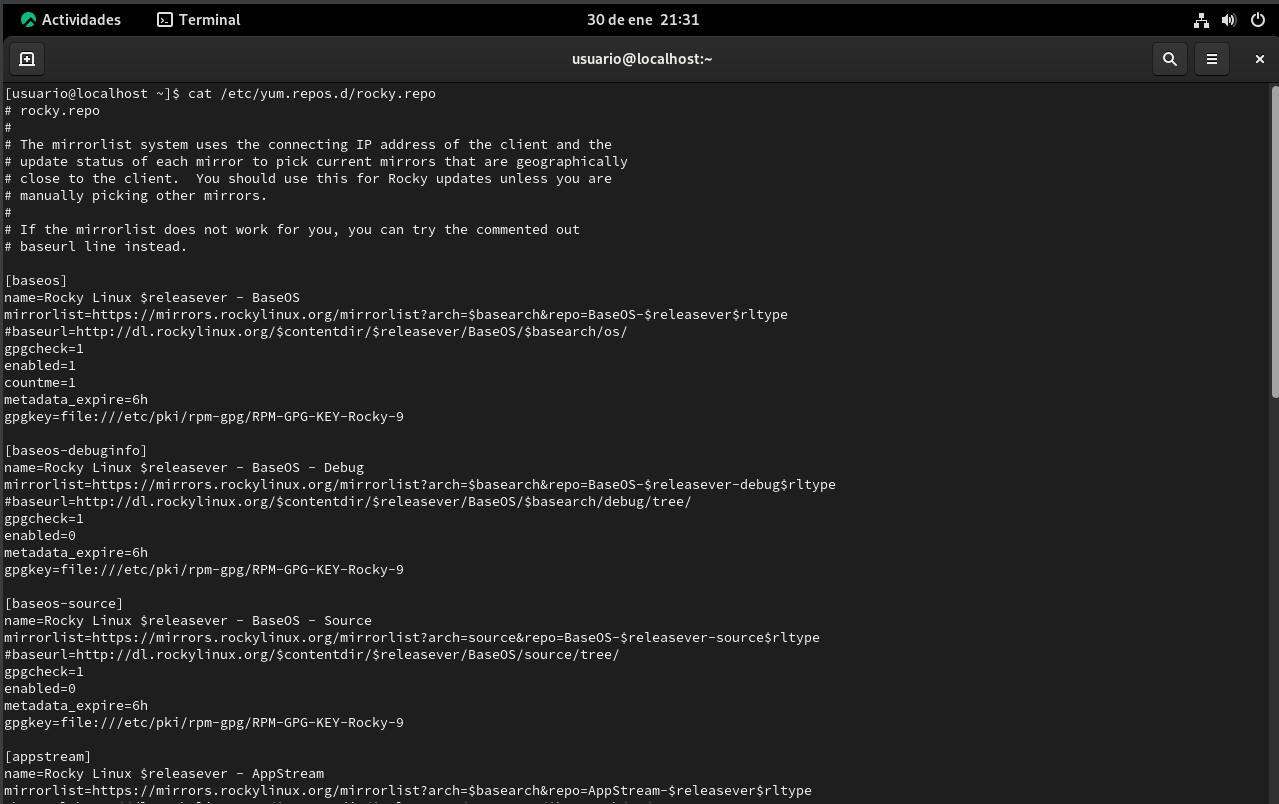 Actividades
Terminal
30 de ene 21:31
usuario@localhost:~
[usuario@localhost ~]$ cat /etc/yum.repos.d/rocky.repo
# rocky.repo
#
# The mirrorlist system uses the connecting IP address of the client and the
# update status of each mirror to pick current mirrors that are geographically
# close to the client.  You should use this for Rocky updates unless you are
# manually picking other mirrors.
#
# If the mirrorlist does not work for you, you can try the commented out
# baseurl line instead.

[baseos]
name=Rocky Linux $releasever - BaseOS
mirrorlist=https://mirrors.rockylinux.org/mirrorlist?arch=$basearch&repo=BaseOS-$releasever$rltype
#baseurl=http://dl.rockylinux.org/$contentdir/$releasever/BaseOS/$basearch/os/
gpgcheck=1
enabled=1
countme=1
metadata_expire=6h
gpgkey=file:///etc/pki/rpm-gpg/RPM-GPG-KEY-Rocky-9

[baseos-debuginfo]
name=Rocky Linux $releasever - BaseOS - Debug
mirrorlist=https://mirrors.rockylinux.org/mirrorlist?arch=$basearch&repo=BaseOS-$releasever-debug$rltype
#baseurl=http://dl.rockylinux.org/$contentdir/$releasever/BaseOS/$basearch/debug/tree/
gpgcheck=1
enabled=0
metadata_expire=6h
gpgkey=file:///etc/pki/rpm-gpg/RPM-GPG-KEY-Rocky-9

[baseos-source]
name=Rocky Linux $releasever - BaseOS - Source
mirrorlist=https://mirrors.rockylinux.org/mirrorlist?arch=source&repo=BaseOS-$releasever-source$rltype
#baseurl=http://dl.rockylinux.org/$contentdir/$releasever/BaseOS/source/tree/
gpgcheck=1
enabled=0
metadata_expire=6h
gpgkey=file:///etc/pki/rpm-gpg/RPM-GPG-KEY-Rocky-9

[appstream]
name=Rocky Linux $releasever - AppStream
mirrorlist=https://mirrors.rockylinux.org/mirrorlist?arch=$basearch&repo=AppStream-$releasever$rltype